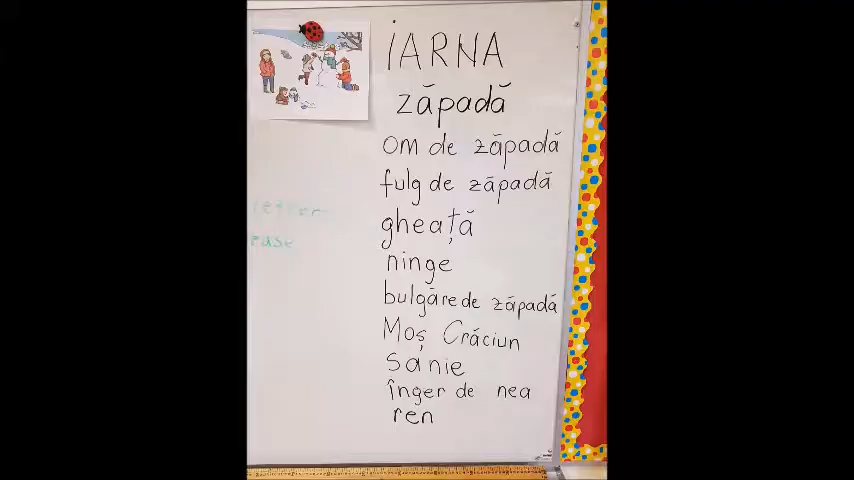 IARNA
zăpadă
om de zăpadă
fulg de zăpadă
gheață
ninge
bulgăre de zăpadă
Moș Crăciun
sanie
înger de nea
ren